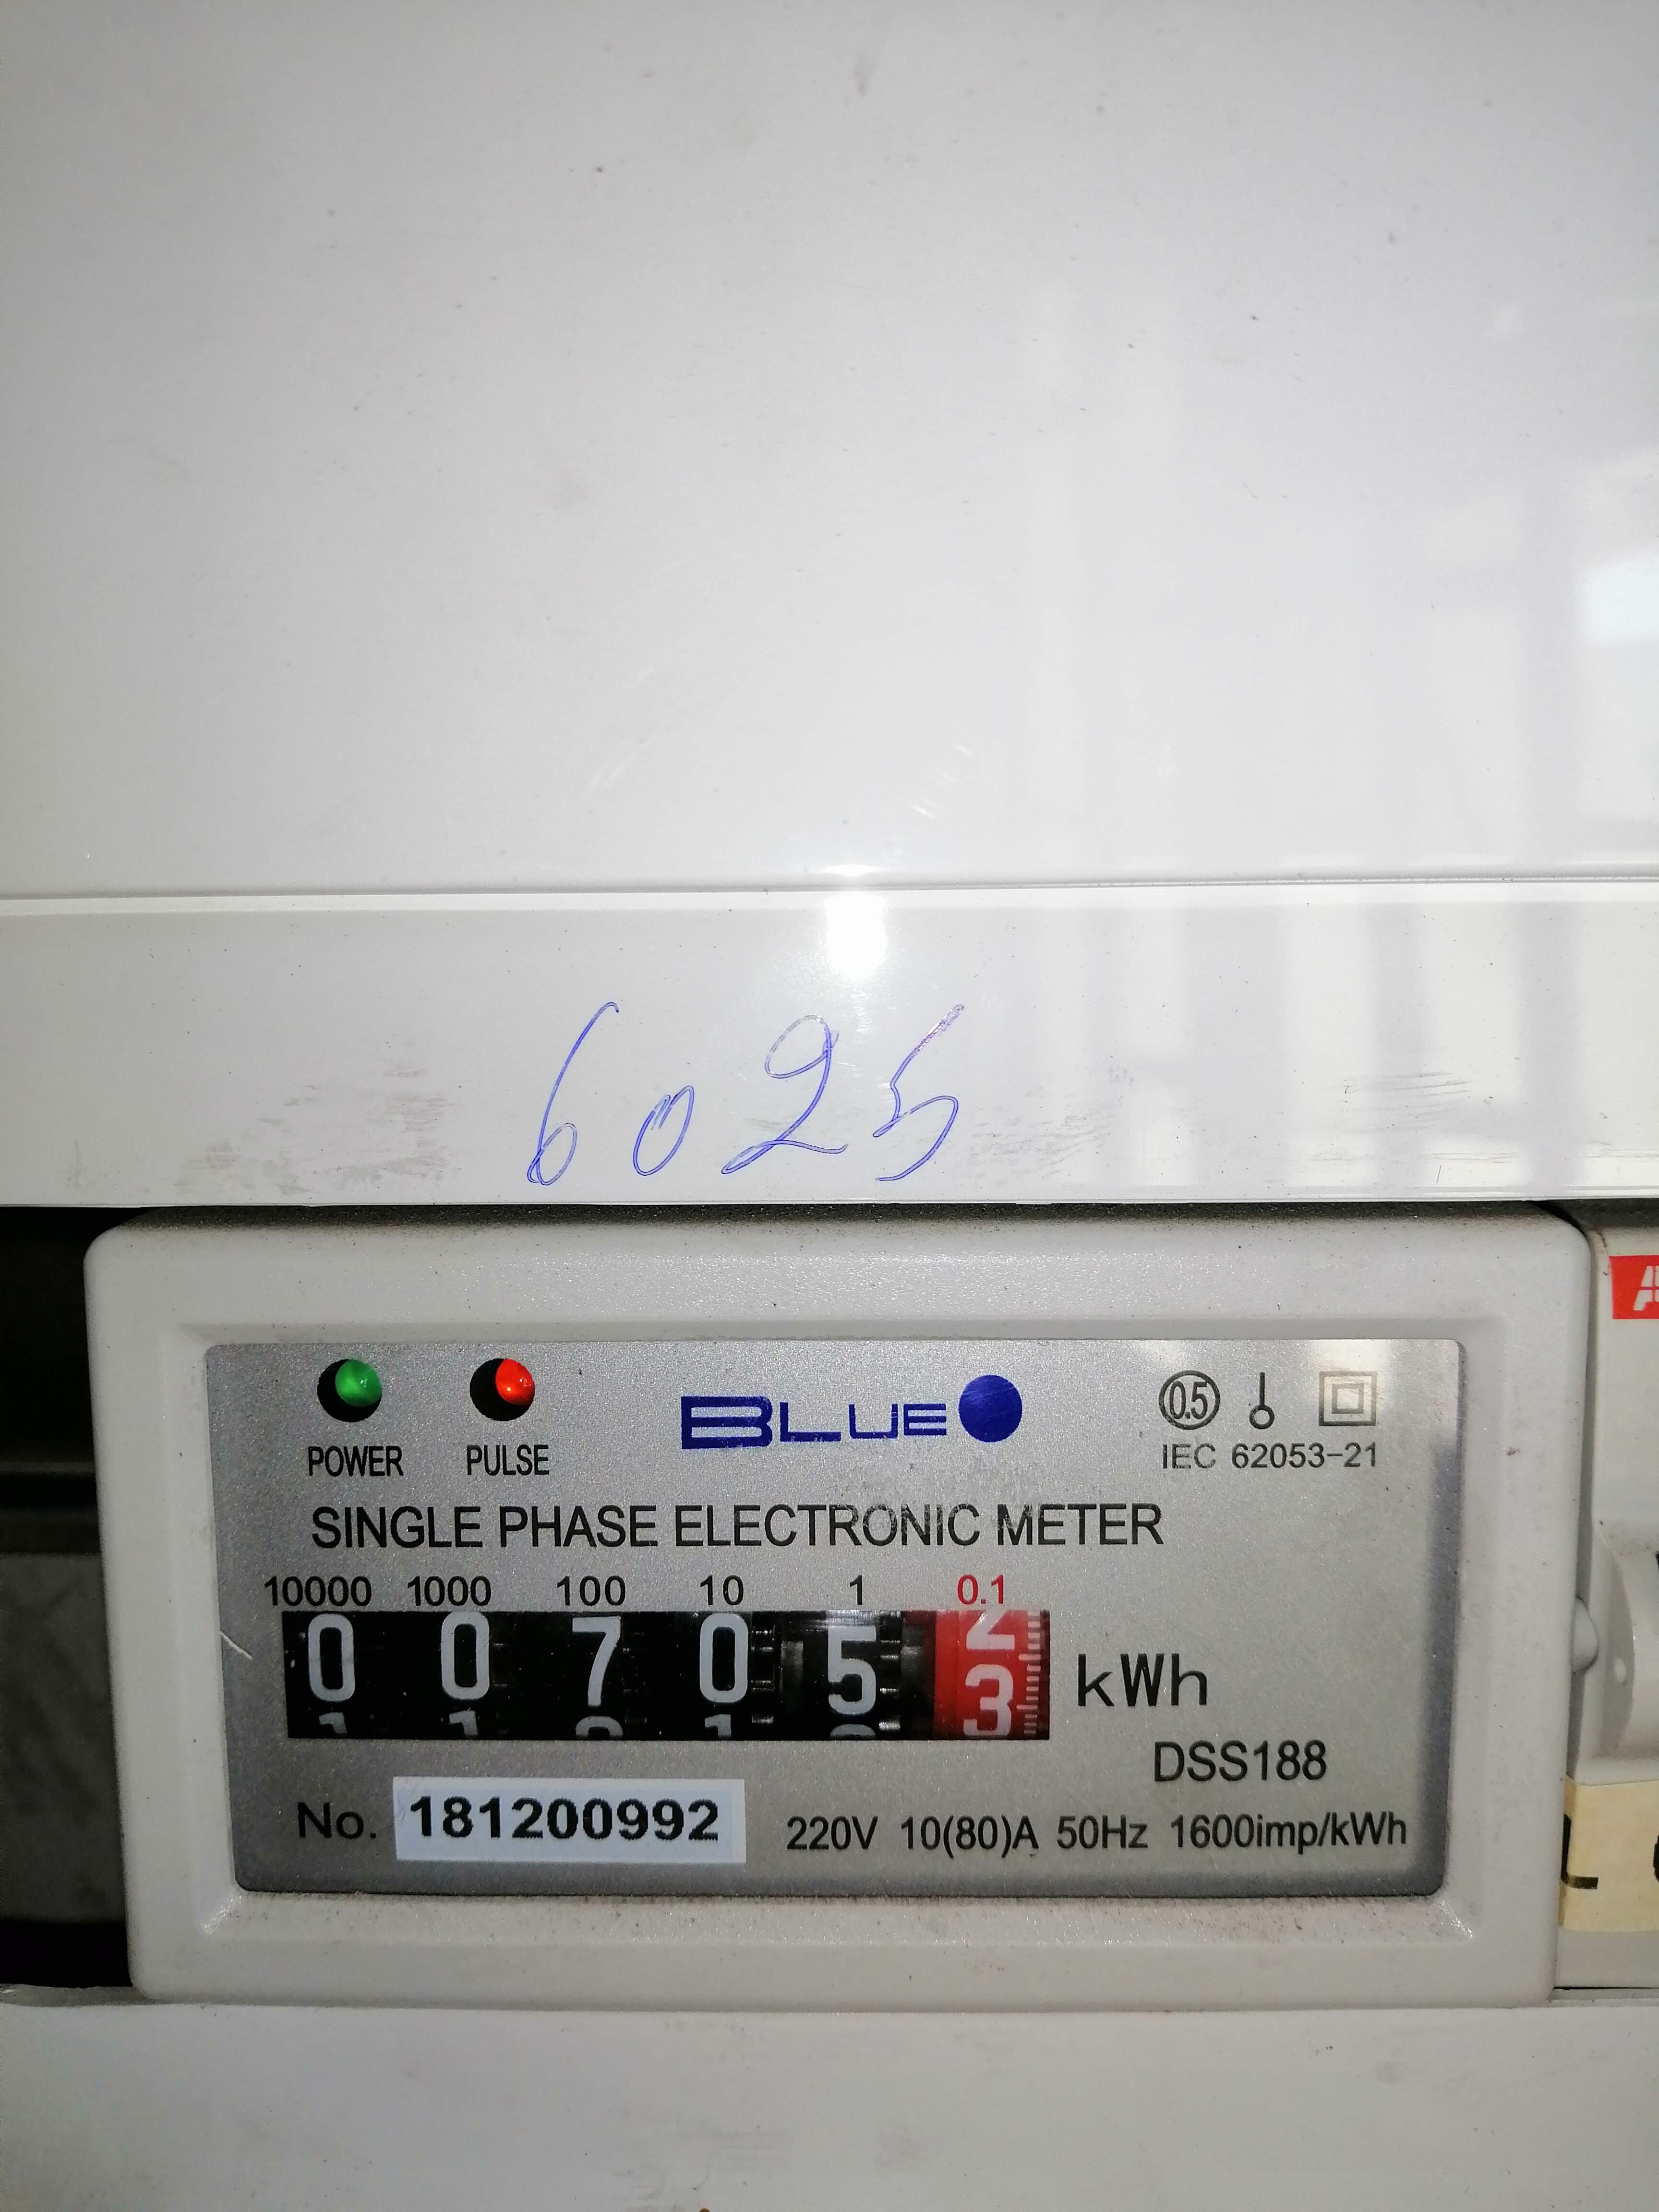 6025
BLUE
0.5
POWER PULSE
IEC 62053-21
SINGLE PHASE ELECTRONIC METER
10000 1000 100 10 1 0.1
0 0 7 0 5 3 kWh
DSS188
No. 181200992
220V 10(80)A 50Hz 1600imp/kWh